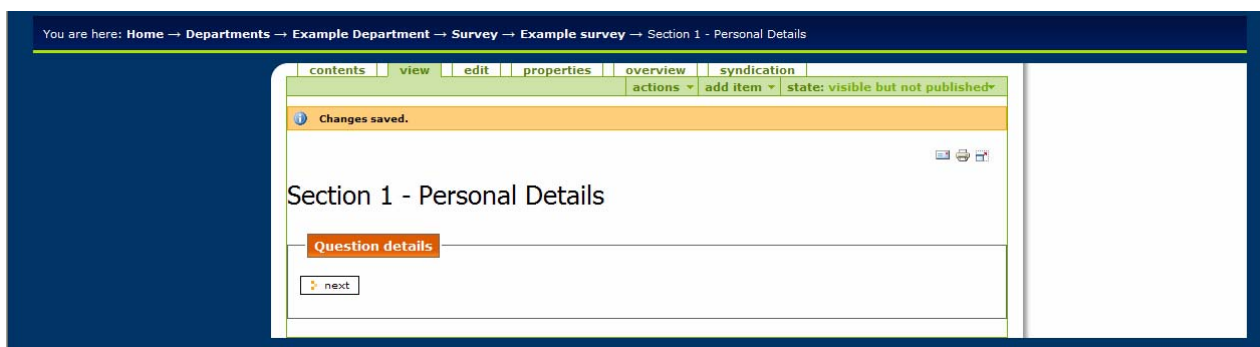 You are here: Home → Departments → Example Department → Survey → Example survey → Section 1 - Personal Details
contents view edit properties overview syndication
actions add item state: visible but not published
Changes saved.
Section 1 - Personal Details
Question details
next